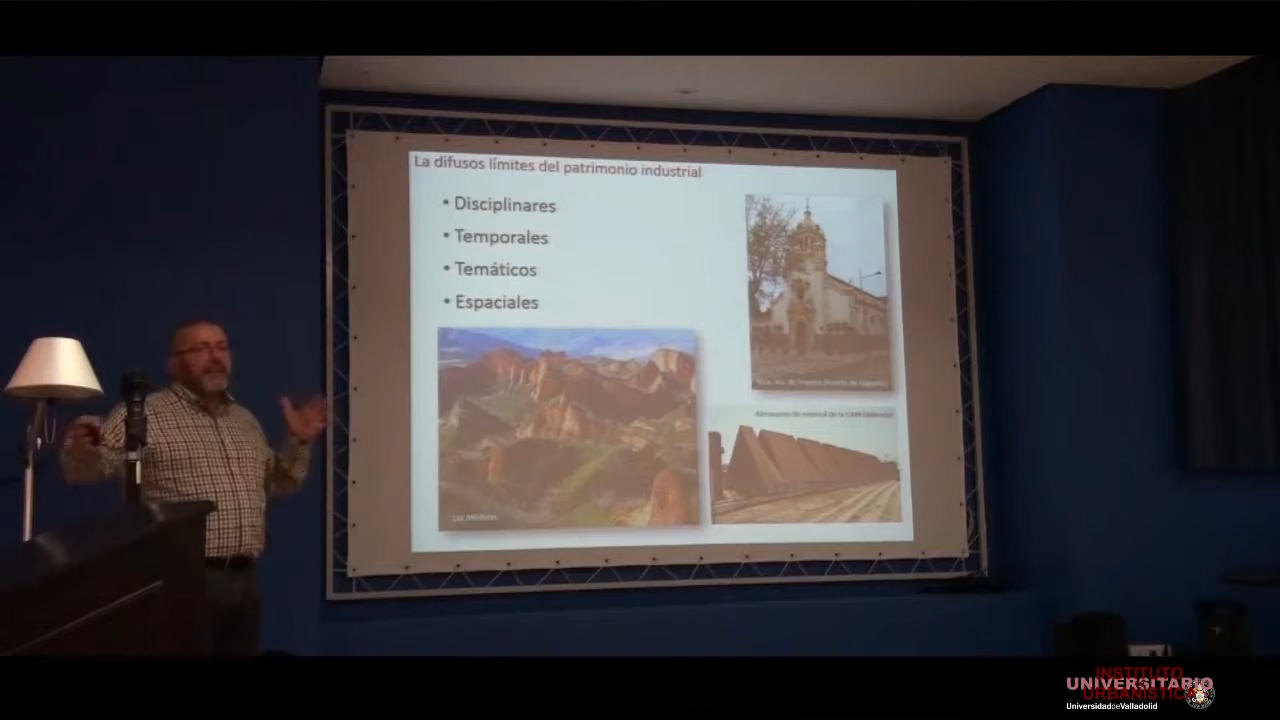 La difusos límites del patrimonio industrial
• Disciplinares
• Temporales
• Temáticos
• Espaciales
Las Médulas
INSTITUTO
UNIVERSITARIO
URBANÍSTICA
UniversidaddeValladolid